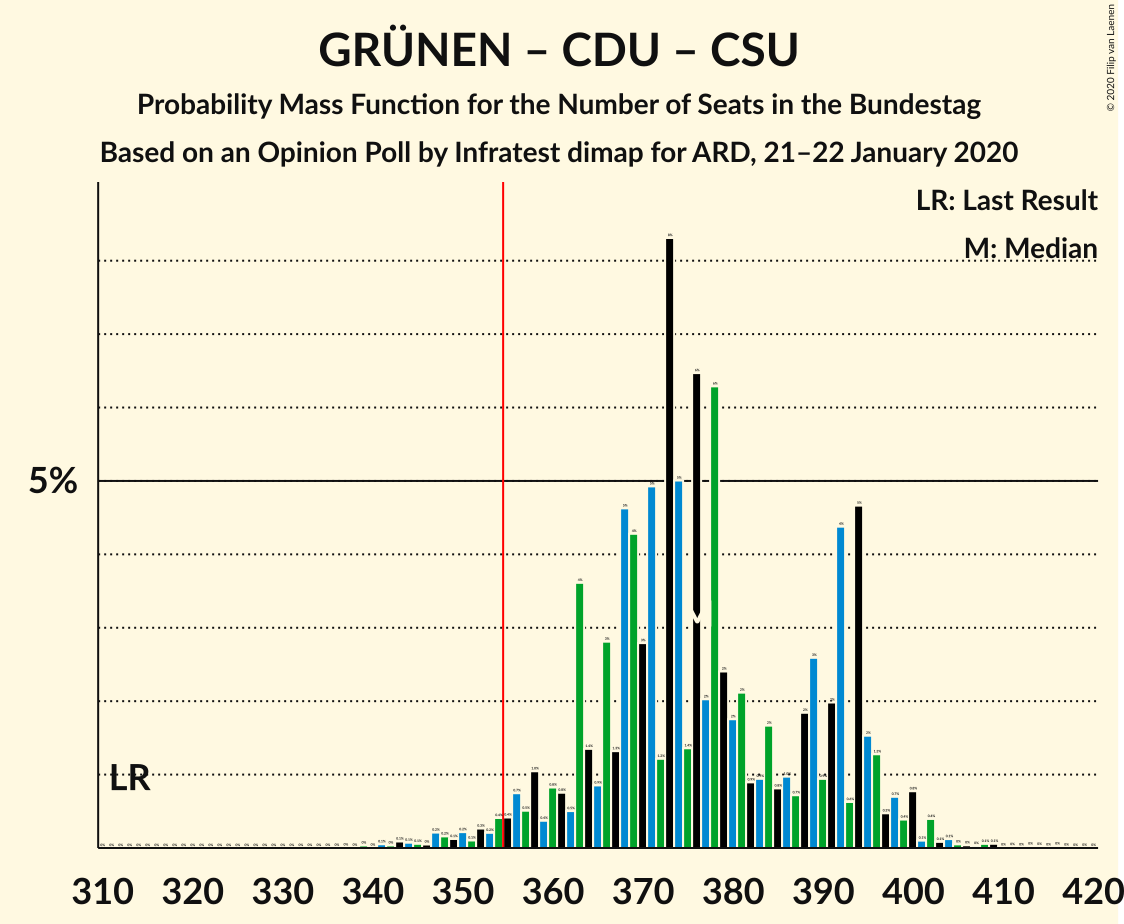 GRÜNEN – CDU – CSU
Probability Mass Function for the Number of Seats in the Bundestag
Based on an Opinion Poll by Infratest dimap for ARD, 21–22 January 2020
© 2020 Filip van Laenen
LR: Last Result
M: Median
5%
LR
310 320 330 340 350 360 370 380 390 400 410 420